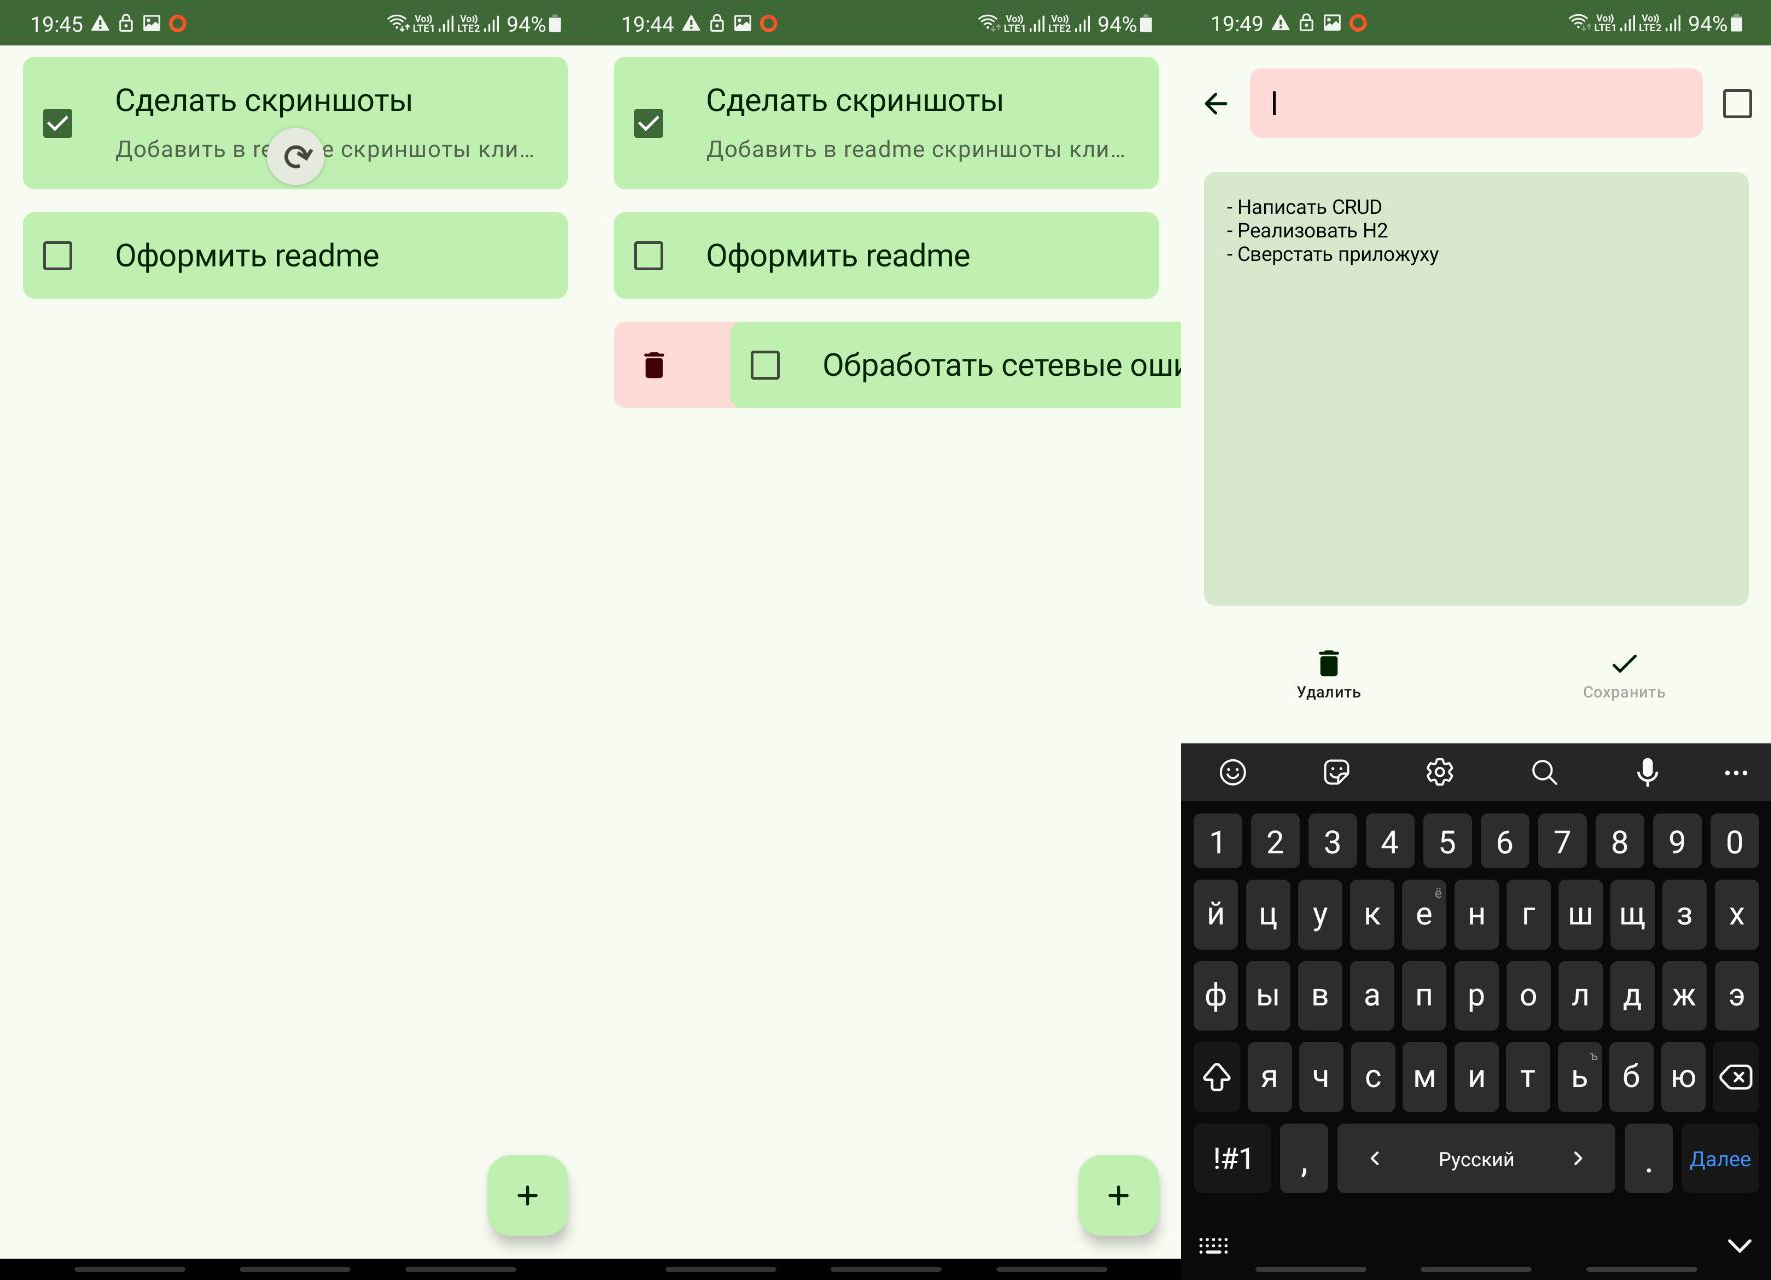 19:45
94%
Сделать скриншоты
Добавить в re е скриншоты кли...
Оформить readme
+
19:44
94%
Сделать скриншоты
Добавить в readme скриншоты кли...
Оформить readme
Обработать сетевые оши
+
19:49
94%
- Написать CRUD
- Реализовать H2
- Сверстать приложуху
Удалить
Сохранить
1 2 3 4 5 6 7 8 9 0
й ц у к е ё н г ш щ з х
ф ы в а п р о л д ж э
я ч с м и т ь ъ б ю
!#1 , < Русский > . Далее